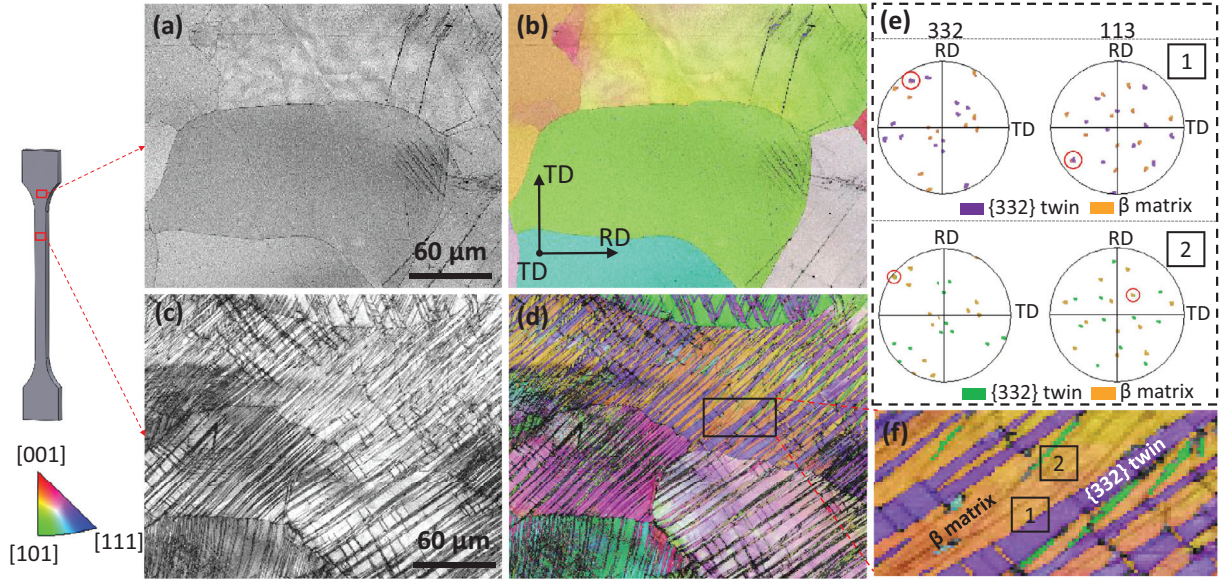 (a)
60 µm
(b)
TD
RD
TD
(c)
60 µm
(d)
[001]
[101]
[111]
(e)
332
113
RD
RD
1
TD
TD
{332} twin
β matrix
RD
RD
2
TD
TD
{332} twin
β matrix
(f)
2
{332} twin
β matrix
1